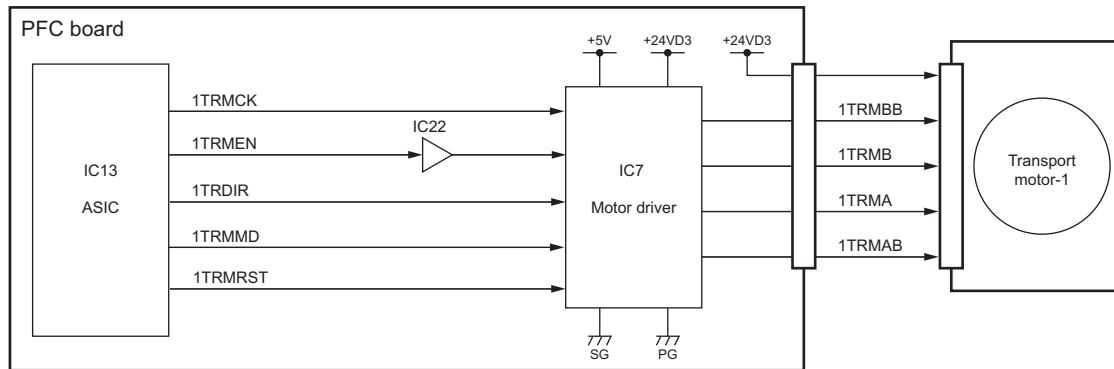 PFC board
+5V
+24VD3
+24VD3
1TRMCK
1TRMBB
1TRMEN
IC22
1TRMB
IC13
ASIC
IC7
Motor driver
Transport
motor-1
1TRDIR
1TRMA
1TRMMD
1TRMAB
1TRMRST
SG
PG